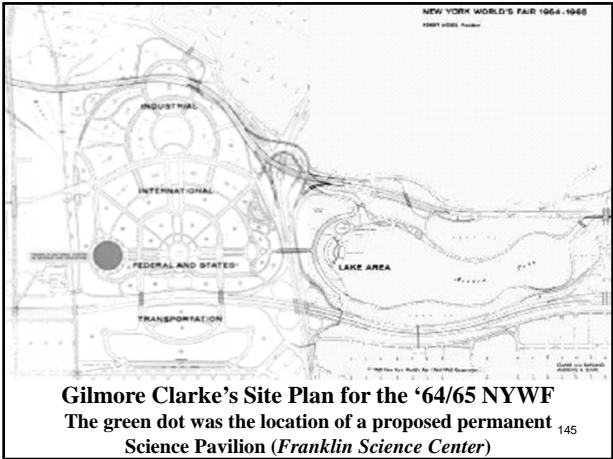 NEW YORK WORLD'S FAIR 1964-1965
INDUSTRIAL
INTERNATIONAL
FEDERAL AND STATES
LAKE AREA
TRANSPORTATION
Gilmore Clarke's Site Plan for the '64/65 NYWF
The green dot was the location of a proposed permanent
Science Pavilion (Franklin Science Center)
145